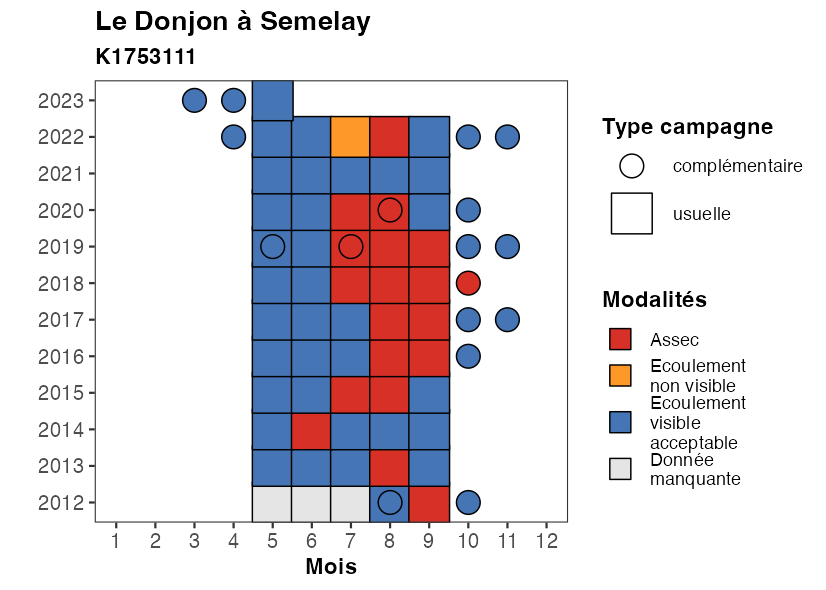 Le Donjon à Semelay
K1753111
2023
2022
2021
2020
2019
2018
2017
2016
2015
2014
2013
2012
1 2 3 4 5 6 7 8 9 10 11 12
Mois
Type campagne
complémentaire
usuelle
Modalités
Assec
Ecoulement
non visible
Ecoulement
visible
acceptable
Donnée
manquante